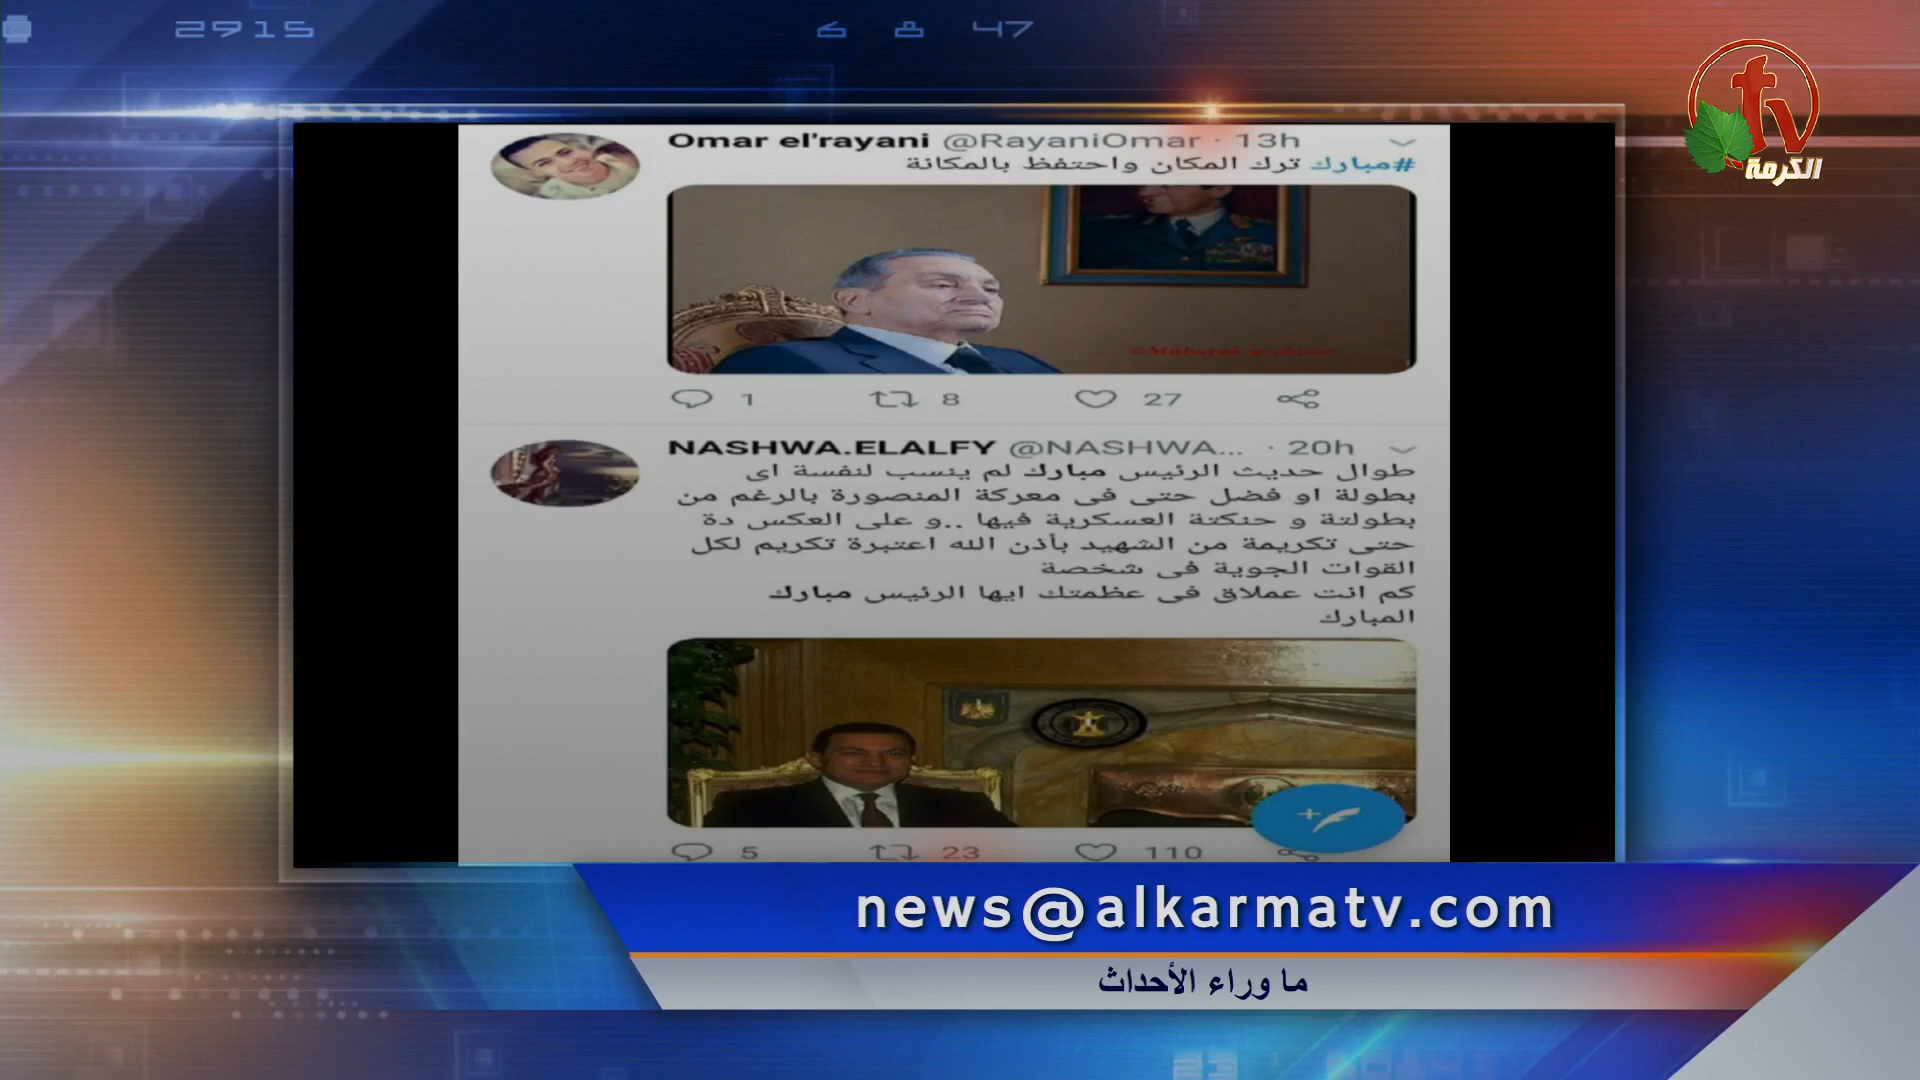 2915
47
tv
الكرمة
Omar el'rayani @RayaniOmar · 13h
#مبارك ترك المكان واحتفظ بالمكانة
©Mubarak archives
1 8 27
NASHWA.ELALFY @NASHWA... · 20h
طوال حديث الرئيس مبارك لم ينسب لنفسة اى
بطولة او فضل حتى فى معركة المنصورة بالرغم من
بطولتة و حنكتة العسكرية فيها ..و على العكس دة
حتى تكريمة من الشهيد بأذن الله اعتبرة تكريم لكل
القوات الجوية فى شخصة
كم انت عملاق فى عظمتك ايها الرئيس مبارك
المبارك
5 23 110
news@alkarmatv.com
ما وراء الأحداث
23